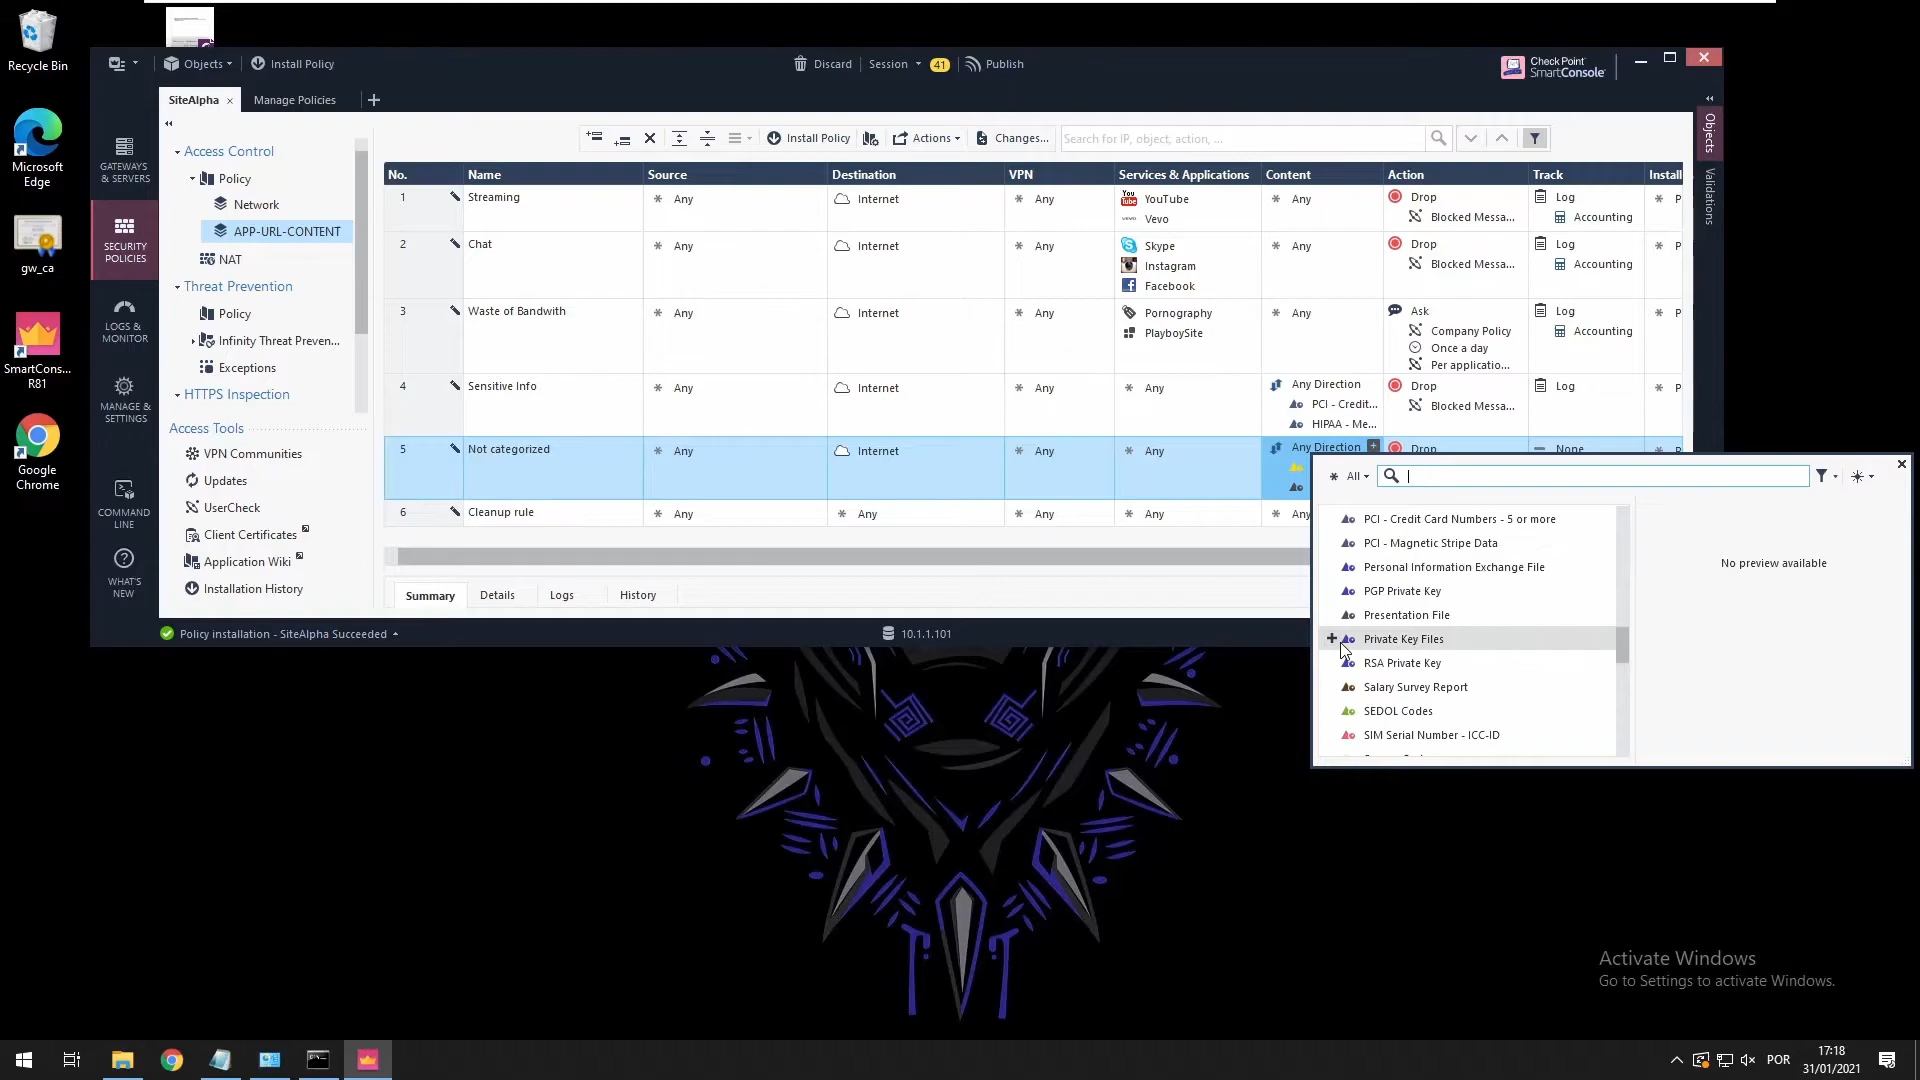 Recycle Bin
Microsoft
Edge
gw_ca
SmartCons...
R81
Google
Chrome
Objects
Install Policy
Discard
Session
41
Publish
Check Point
SmartConsole
SiteAlpha
Manage Policies
GATEWAYS
& SERVERS
SECURITY
POLICIES
LOGS &
MONITOR
MANAGE &
SETTINGS
COMMAND
LINE
WHAT'S
NEW
Access Control
Policy
Network
APP-URL-CONTENT
NAT
Threat Prevention
Policy
Infinity Threat Preven...
Exceptions
HTTPS Inspection
Access Tools
VPN Communities
Updates
UserCheck
Client Certificates
Application Wiki
Installation History
Install Policy
Actions
Changes...
Search for IP, object, action, ...
Objects
Validations
No. Name Source Destination VPN Services & Applications Content Action Track Install
1 Streaming Any Internet Any YouTube Any Drop Log P
Vevo Blocked Messa... Accounting
2 Chat Any Internet Any Skype Any Drop Log P
Instagram Blocked Messa... Accounting
Facebook
3 Waste of Bandwith Any Internet Any Pornography Any Ask Log P
PlayboySite Company Policy Accounting
Once a day
Per applicatio...
4 Sensitive Info Any Internet Any Any Any Direction Drop Log P
PCI - Credit... Blocked Messa...
HIPAA - Me...
5 Not categorized Any Internet Any Any Any Direction Drop None P
6 Cleanup rule Any Any Any Any Any
Summary Details Logs History
Policy installation - SiteAlpha Succeeded
10.1.1.101
All
PCI - Credit Card Numbers - 5 or more
PCI - Magnetic Stripe Data
Personal Information Exchange File
PGP Private Key
Presentation File
Private Key Files
RSA Private Key
Salary Survey Report
SEDOL Codes
SIM Serial Number - ICC-ID
No preview available
Activate Windows
Go to Settings to activate Windows.
POR
17:18
31/01/2021